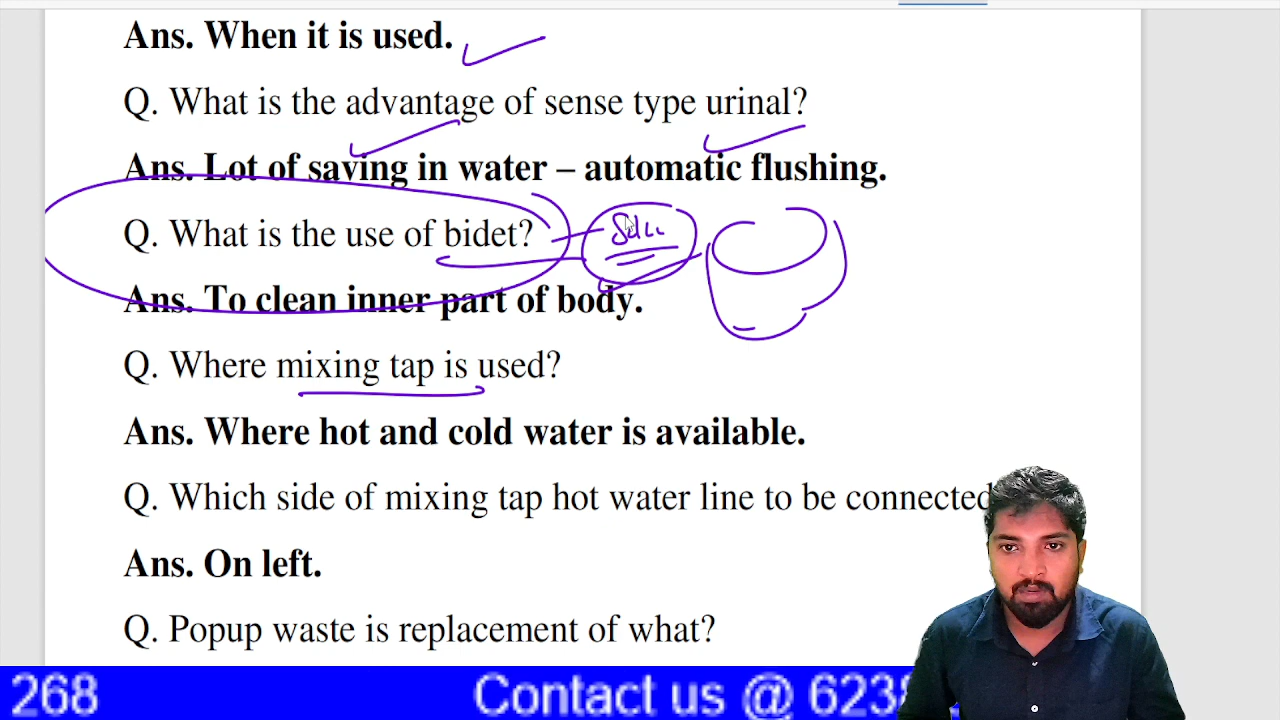 Ans. When it is used.
Q. What is the advantage of sense type urinal?
Ans. Lot of saving in water – automatic flushing.
Q. What is the use of bidet?
Ans. To clean inner part of body.
Q. Where mixing tap is used?
Ans. Where hot and cold water is available.
Q. Which side of mixing tap hot water line to be connected
Ans. On left.
Q. Popup waste is replacement of what?
268
Contact us @ 6238